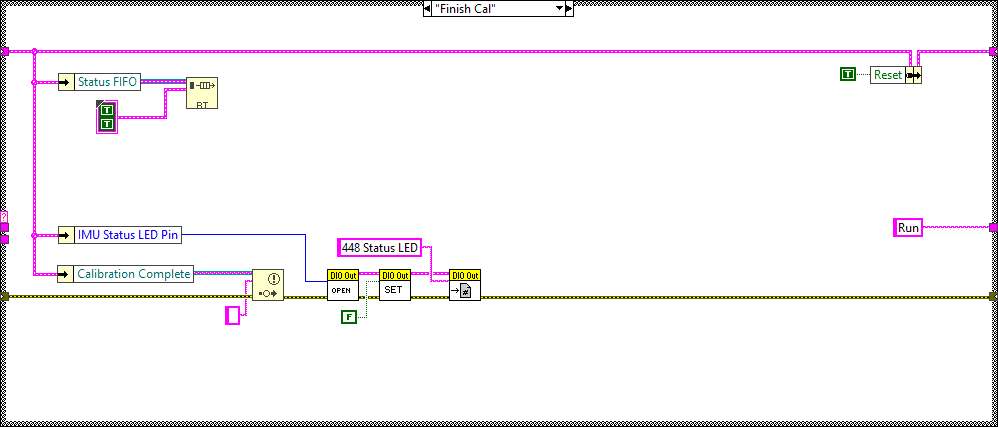 "Finish Cal"
Status FIFO
RT
T
T
T
Reset
IMU Status LED Pin
Run
448 Status LED
Calibration Complete
DIO Out
OPEN
DIO Out
SET
DIO Out
#
F
?